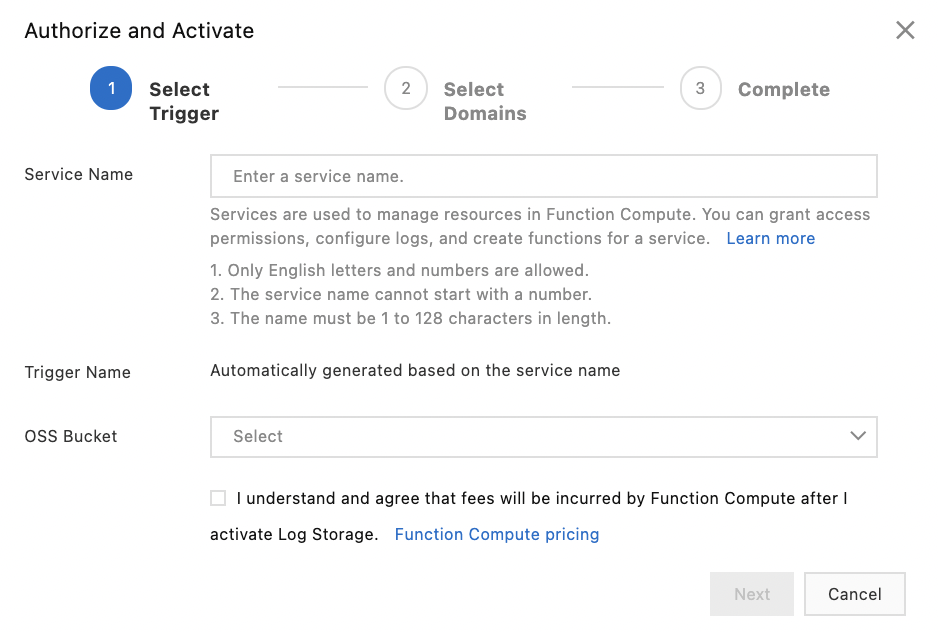 Authorize and Activate
1
Select
Trigger
2
Select
Domains
3
Complete
Service Name
Enter a service name.
Services are used to manage resources in Function Compute. You can grant access
permissions, configure logs, and create functions for a service. Learn more
1. Only English letters and numbers are allowed.
2. The service name cannot start with a number.
3. The name must be 1 to 128 characters in length.
Trigger Name
Automatically generated based on the service name
OSS Bucket
Select
I understand and agree that fees will be incurred by Function Compute after I
activate Log Storage. Function Compute pricing
Next
Cancel